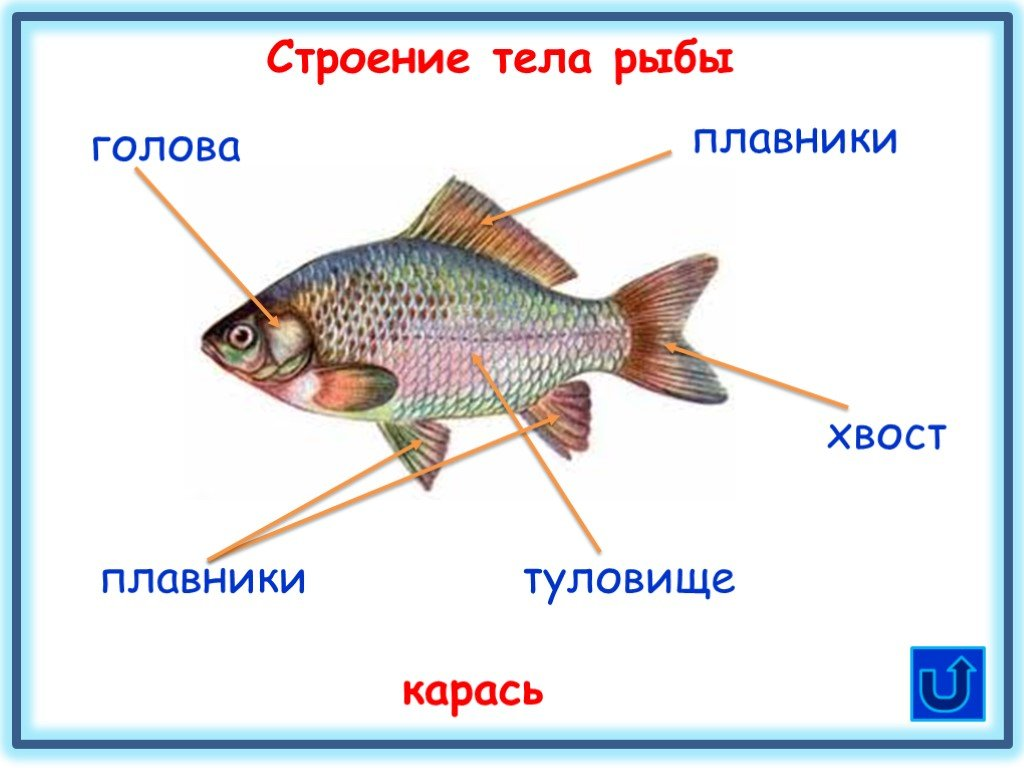 Строение тела рыбы
голова
плавники
хвост
плавники
туловище
карась